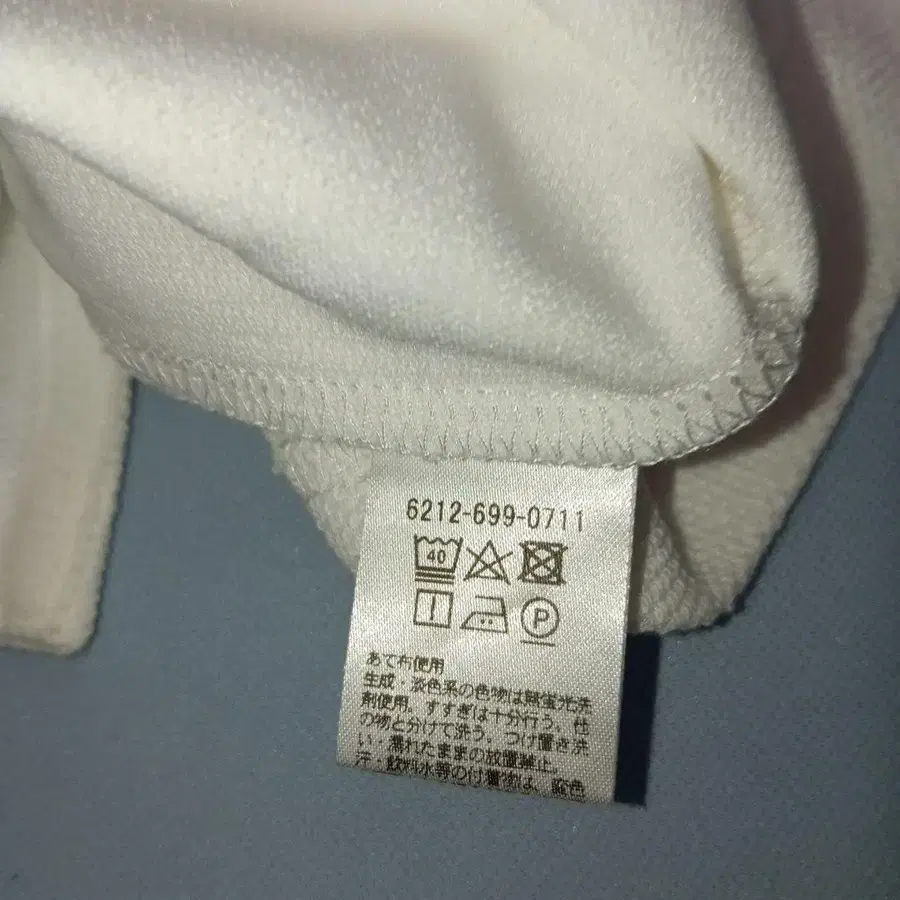 6212-699-0711
40
P
あて布使用
生成・淡色系の色物は無蛍光洗
剤使用。すすぎは十分行う。他
の物と分けて洗う。つけ置き洗
い・濡れたままの放置禁止。
汗・飲料水等の付着物は、変色